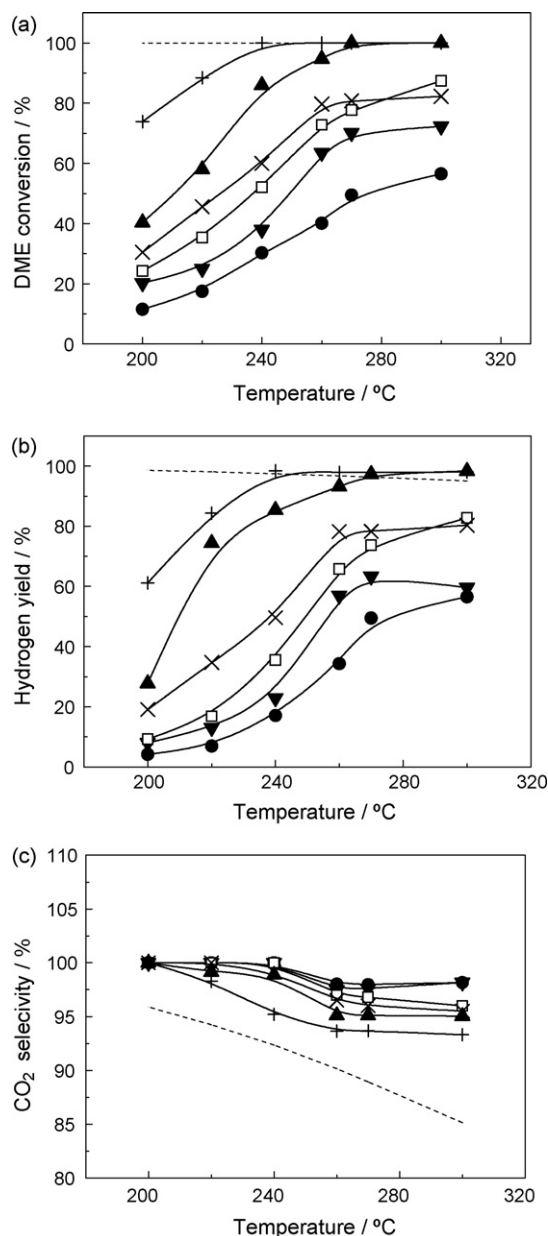 (a)
100
80
60
40
20
0
DME conversion / %
200 240 280 320
Temperature / ºC
(b)
100
80
60
40
20
0
Hydrogen yield / %
200 240 280 320
Temperature / ºC
(c)
110
105
100
95
90
85
80
CO₂ selecivity / %
200 240 280 320
Temperature / ºC